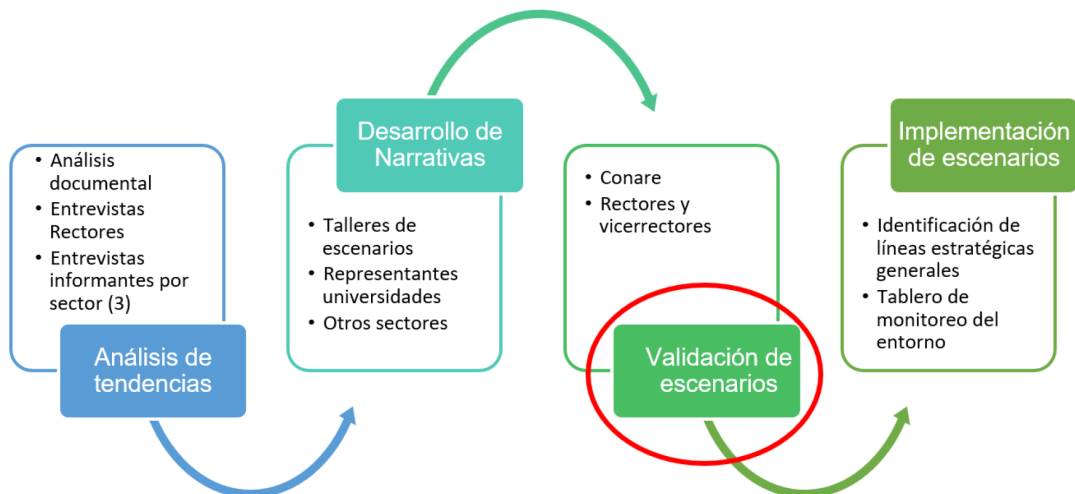 • Análisis
documental
• Entrevistas
Rectores
• Entrevistas
informantes por
sector (3)
Análisis de
tendencias
Desarrollo de
Narrativas
• Talleres de
escenarios
• Representantes
universidades
• Otros sectores
• Conare
• Rectores y
vicerrectores
Validación de
escenarios
Implementación
de escenarios
• Identificación de
líneas estratégicas
generales
• Tablero de
monitoreo del
entorno